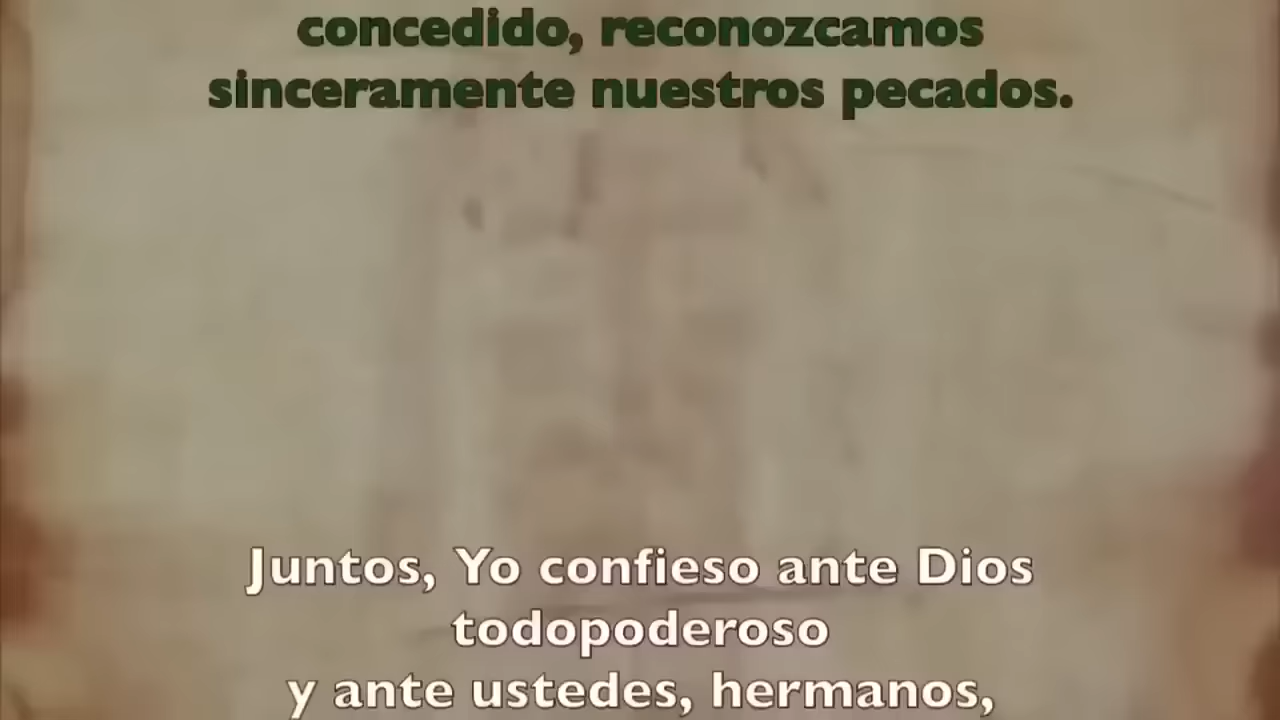 concedido, reconozcamos
sinceramente nuestros pecados.
Juntos, Yo confieso ante Dios
todopoderoso
y ante ustedes, hermanos,